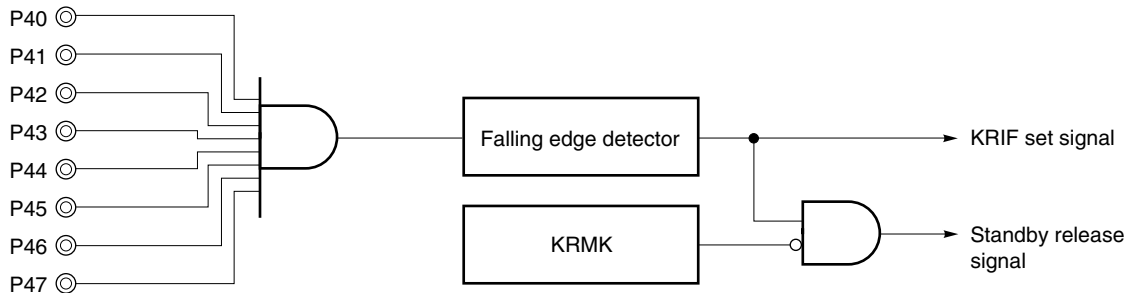 P40
P41
P42
P43
P44
P45
P46
P47
Falling edge detector
KRMK
KRIF set signal
Standby release
signal